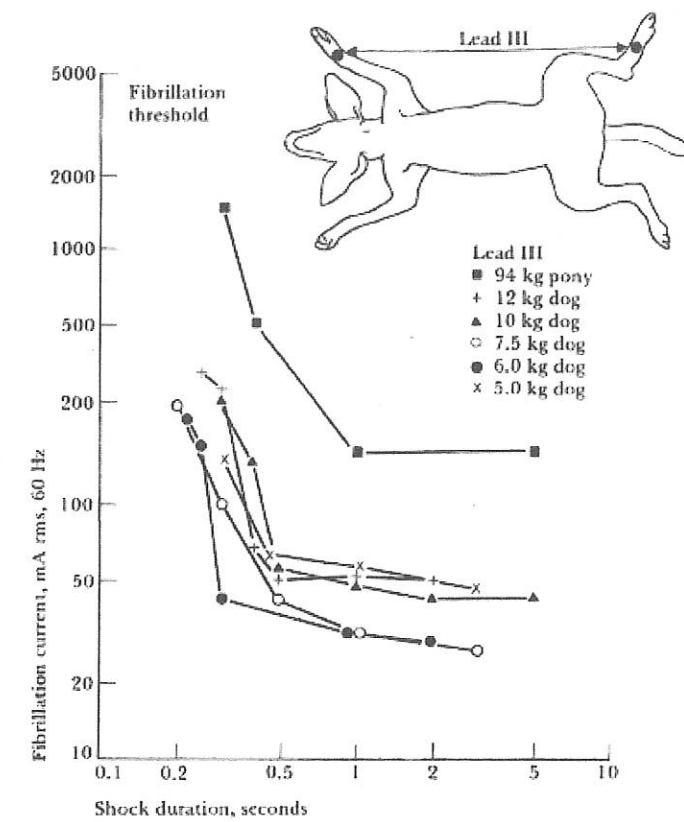 Lead III
5000
Fibrillation
threshold
2000
1000
Lead III
94 kg pony
12 kg dog
500
10 kg dog
7.5 kg dog
6.0 kg dog
200
5.0 kg dog
Fibrillation current, mA rms, 60 Hz
100
50
20
10
0.1 0.2 0.5 1 2 5 10
Shock duration, seconds